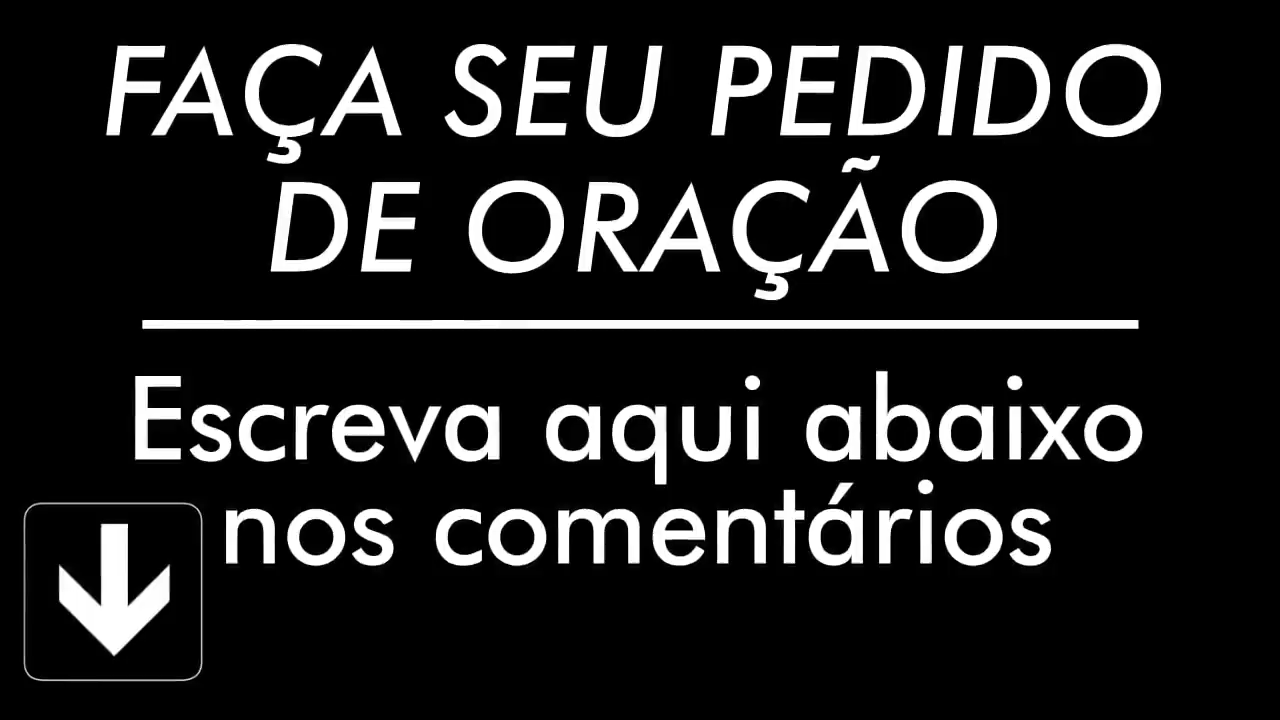 FAÇA SEU PEDIDO
DE ORAÇÃO
Escreva aqui abaixo
nos comentários